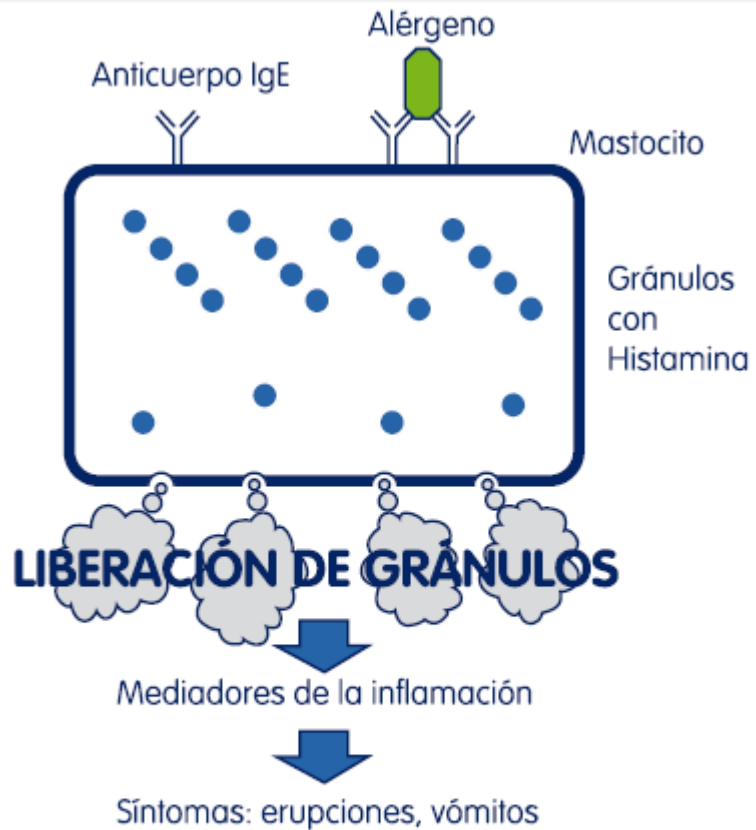 Alérgeno
Anticuerpo IgE
Mastocito
Gránulos
con
Histamina
LIBERACIÓN DE GRÁNULOS
Mediadores de la inflamación
Síntomas: erupciones, vómitos